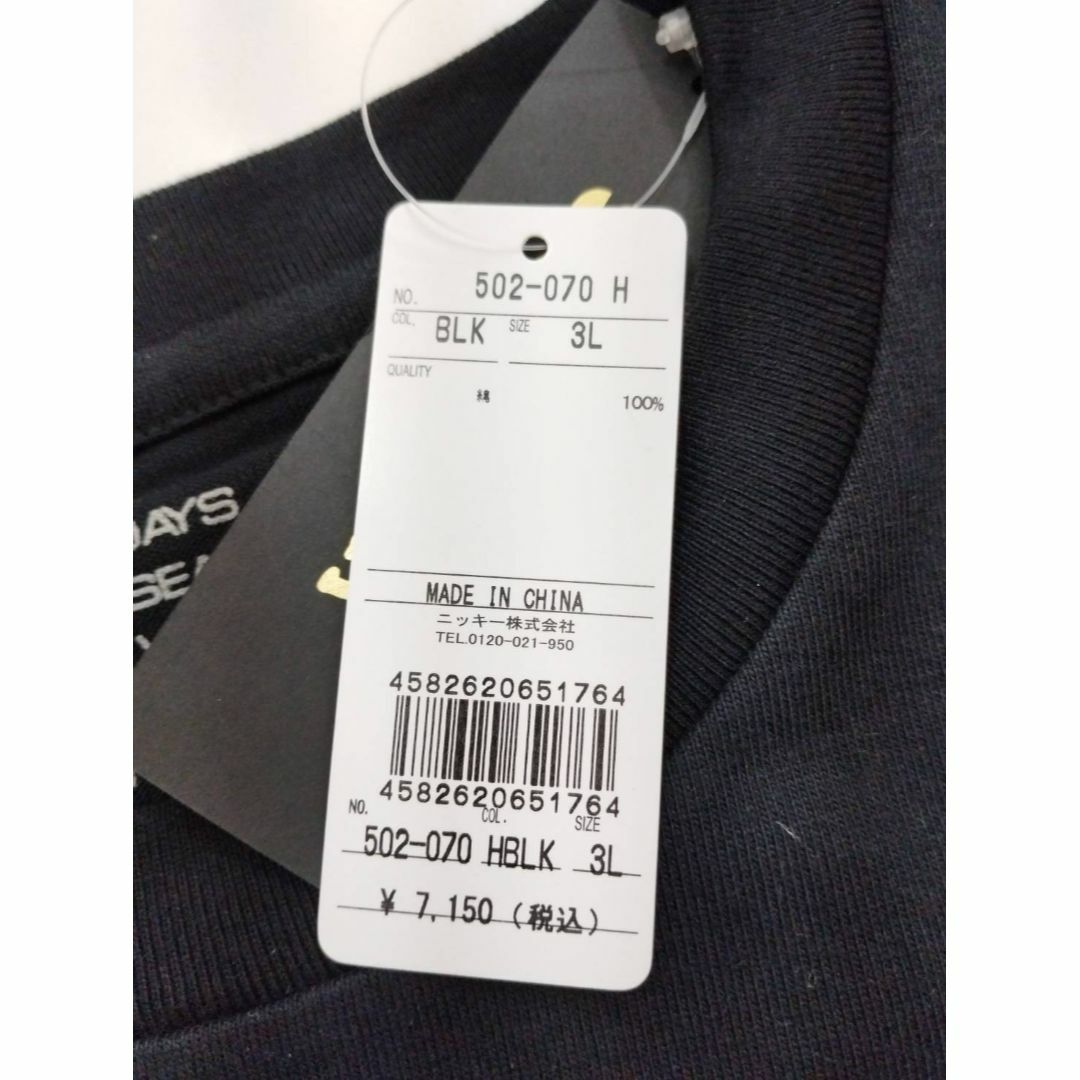 NO. 502-070 H
COL. BLK SIZE 3L
QUALITY
綿 100%
MADE IN CHINA
ニッキー株式会社
TEL.0120-021-950
4582620651764
4582620651764
NO. COL. SIZE
502-070 HBLK 3L
¥ 7,150 (税込)
DAYS